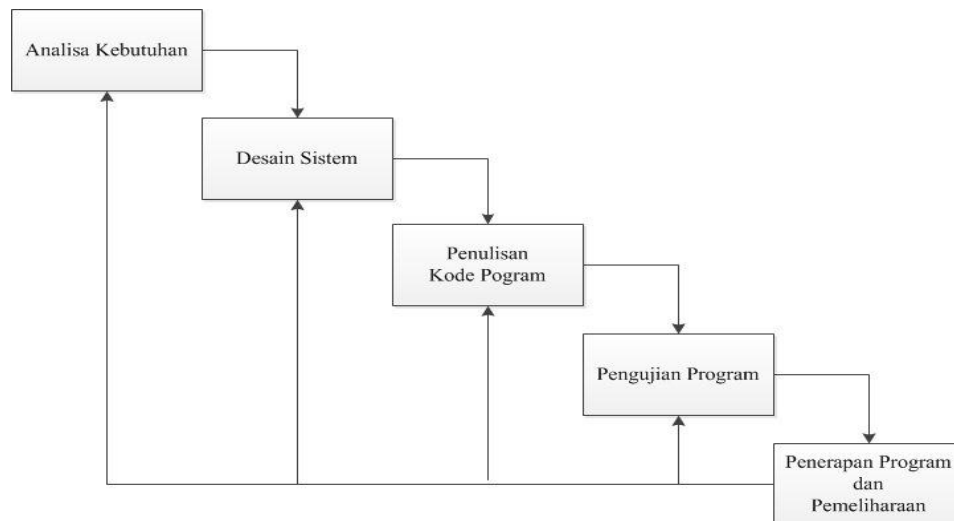 Analisa Kebutuhan
Desain Sistem
Penulisan
Kode Pogram
Pengujian Program
Penerapan Program
dan
Pemeliharaan